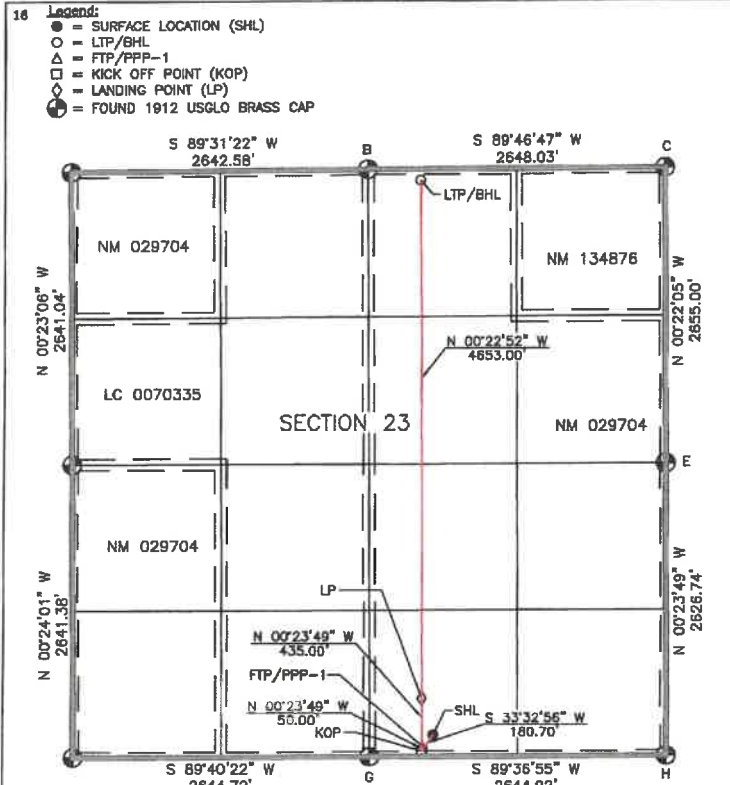 16
Legend:
= SURFACE LOCATION (SHL)
= LTP/BHL
= FTP/PPP-1
= KICK OFF POINT (KOP)
= LANDING POINT (LP)
= FOUND 1912 USGLO BRASS CAP
S 89°31'22" W
2642.58'
B
S 89°46'47" W
2648.03'
C
LTP/BHL
NM 029704
NM 134876
N 00°23'06" W
2641.04'
N 00°22'05" W
2655.00'
N 00°22'52" W
4653.00'
LC 0070335
SECTION 23
NM 029704
E
NM 029704
N 00°24'01" W
2641.38'
N 00°23'49" W
2626.74'
LP
N 00°23'49" W
435.00'
FTP/PPP-1
N 00°23'49" W
50.00'
KOP
SHL
S 33°32'56" W
180.70'
S 89°40'22" W
G
S 89°36'55" W
H